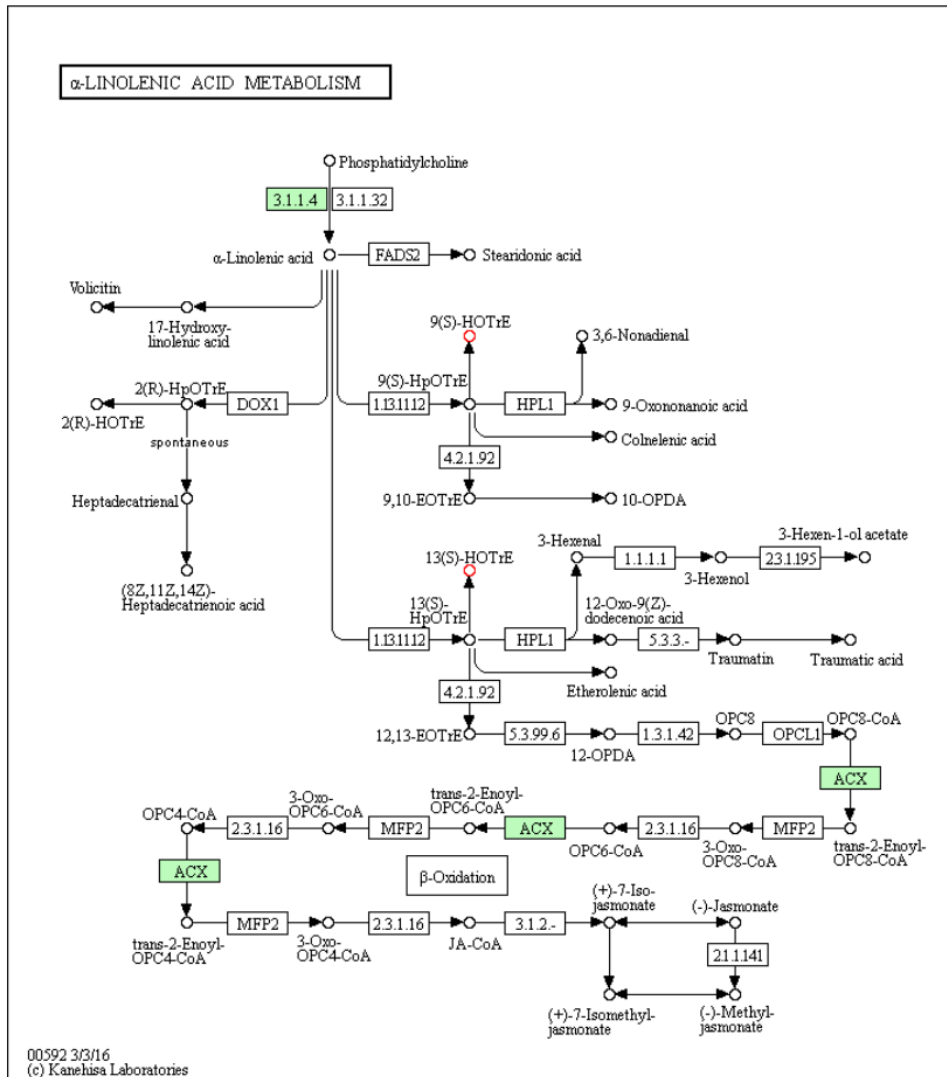 α-LINOLENIC ACID METABOLISM
Phosphatidylcholine
3.1.1.4
3.1.1.32
α-Linolenic acid
FADS2
Stearidonic acid
Volicitin
17-Hydroxy-
linolenic acid
9(S)-HOTrE
3,6-Nonadienal
2(R)-HpOTrE
DOX1
9(S)-HpOTrE
1.13.11.12
HPL1
9-Oxononanoic acid
2(R)-HOTrE
spontaneous
Colnelenic acid
4.2.1.92
Heptadecatrienal
9,10-EOTrE
10-OPDA
(8Z,11Z,14Z)-
Heptadecatrienoic acid
13(S)-HOTrE
3-Hexenal
1.1.1.1
3-Hexenol
2.3.1.195
3-Hexen-1-ol acetate
13(S)-
HpOTrE
1.13.11.12
HPL1
12-Oxo-9(Z)-
dodecenoic acid
5.3.3.-
Traumatin
Traumatic acid
Etherolenic acid
4.2.1.92
12,13-EOTrE
5.3.99.6
12-OPDA
1.3.1.42
OPC8
OPCL1
OPC8-CoA
ACX
OPC4-CoA
2.3.1.16
3-Oxo-
OPC6-CoA
MFP2
trans-2-Enoyl-
OPC6-CoA
ACX
OPC6-CoA
2.3.1.16
3-Oxo-
OPC8-CoA
MFP2
trans-2-Enoyl-
OPC8-CoA
ACX
β-Oxidation
trans-2-Enoyl-
OPC4-CoA
MFP2
3-Oxo-
OPC4-CoA
2.3.1.16
JA-CoA
3.1.2.-
(+)-7-Iso-
jasmonate
(-)-Jasmonate
2.1.1.141
(+)-7-Isomethyl-
jasmonate
(-)-Methyl-
jasmonate
00592 3/3/16
(c) Kanehisa Laboratories